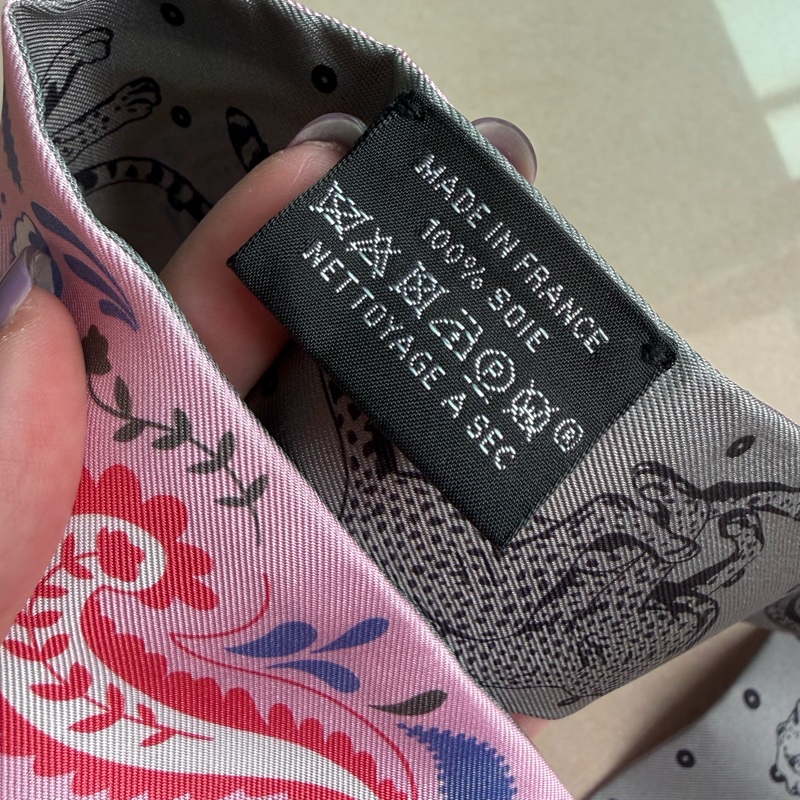 MADE IN FRANCE
100% SOIE
P W ®
NETTOYAGE A SEC